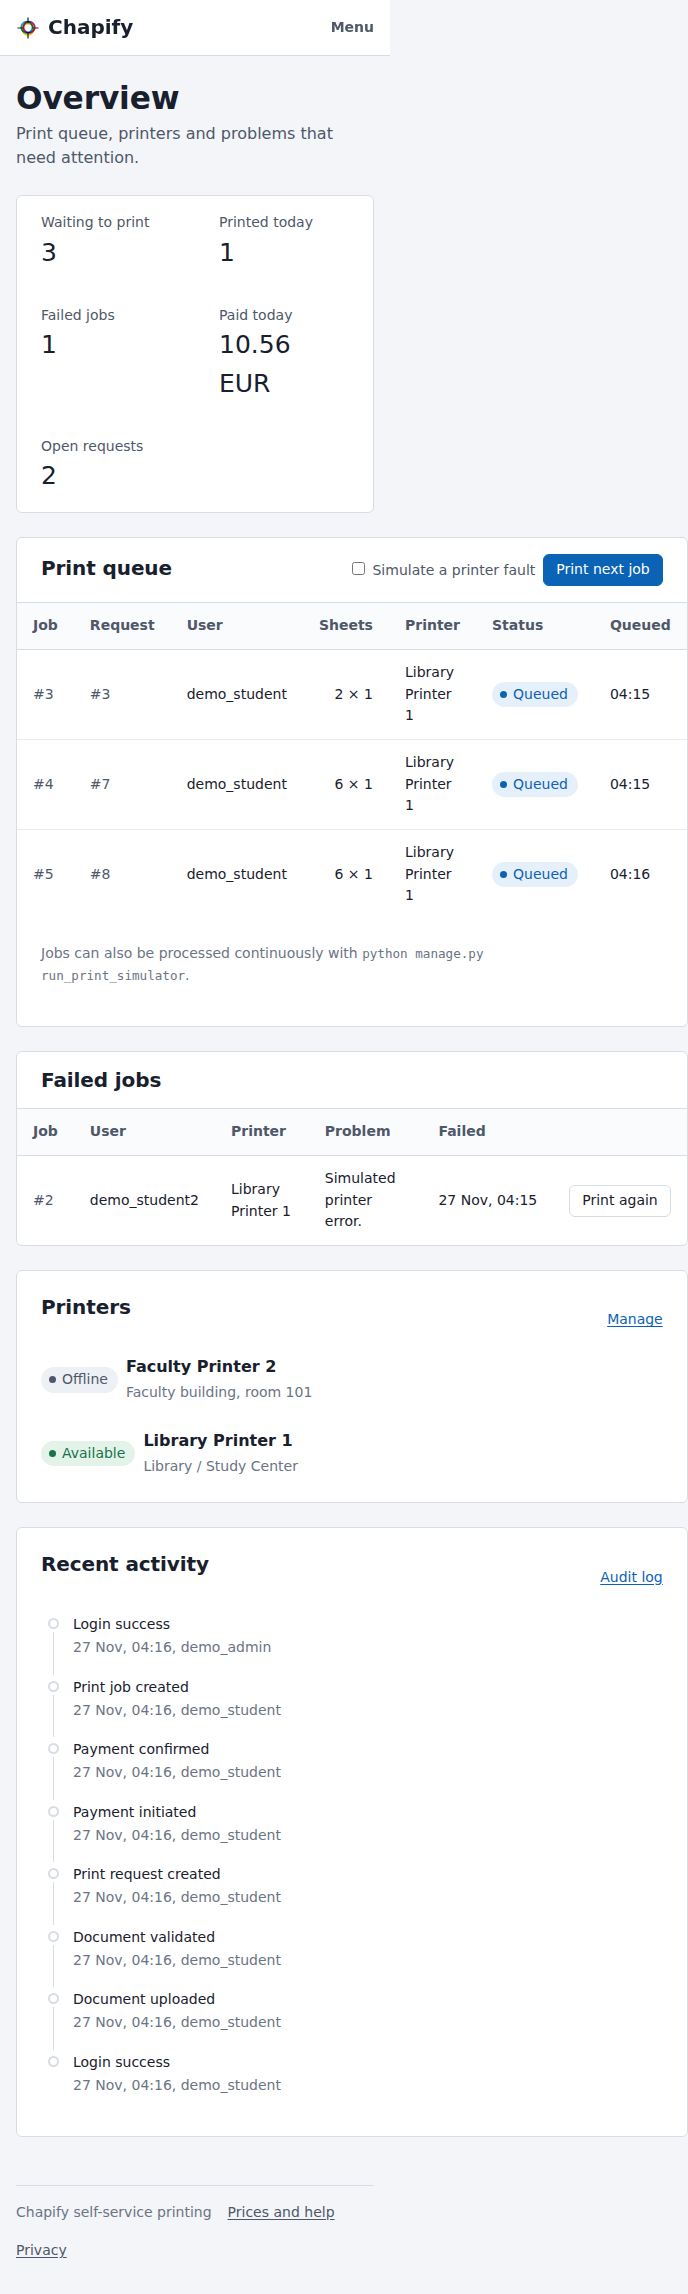 Chapify Menu
Overview
Print queue, printers and problems that
need attention.
Waiting to print Printed today
3 1
Failed jobs Paid today
1 10.56
EUR
Open requests
2
Print queue Simulate a printer fault Print next job
Job Request User Sheets Printer Status Queued
#3 #3 demo_student 2 × 1 Library Printer 1 Queued 04:15
#4 #7 demo_student 6 × 1 Library Printer 1 Queued 04:15
#5 #8 demo_student 6 × 1 Library Printer 1 Queued 04:16
Jobs can also be processed continuously with python manage.py
run_print_simulator.
Failed jobs
Job User Printer Problem Failed
#2 demo_student2 Library Printer 1 Simulated printer error. 27 Nov, 04:15 Print again
Printers
Manage
Offline Faculty Printer 2
Faculty building, room 101
Available Library Printer 1
Library / Study Center
Recent activity
Audit log
Login success
27 Nov, 04:16, demo_admin
Print job created
27 Nov, 04:16, demo_student
Payment confirmed
27 Nov, 04:16, demo_student
Payment initiated
27 Nov, 04:16, demo_student
Print request created
27 Nov, 04:16, demo_student
Document validated
27 Nov, 04:16, demo_student
Document uploaded
27 Nov, 04:16, demo_student
Login success
27 Nov, 04:16, demo_student
Chapify self-service printing Prices and help
Privacy